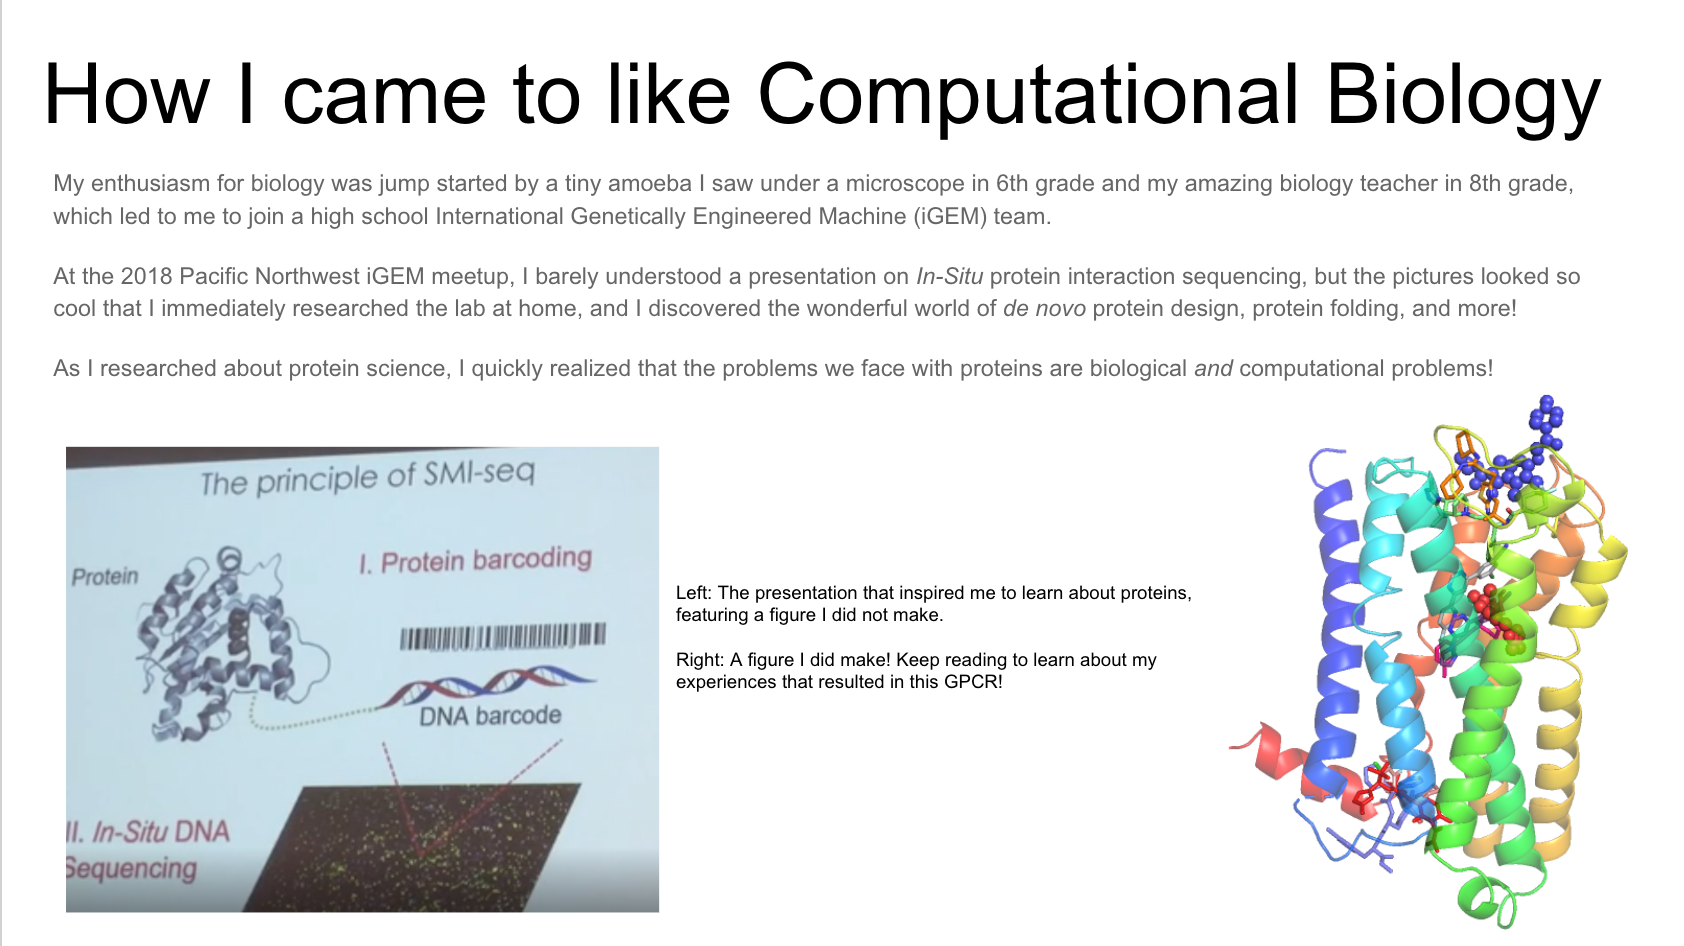 How I came to like Computational Biology
My enthusiasm for biology was jump started by a tiny amoeba I saw under a microscope in 6th grade and my amazing biology teacher in 8th grade,
which led to me to join a high school International Genetically Engineered Machine (iGEM) team.
At the 2018 Pacific Northwest iGEM meetup, I barely understood a presentation on In-Situ protein interaction sequencing, but the pictures looked so
cool that I immediately researched the lab at home, and I discovered the wonderful world of de novo protein design, protein folding, and more!
As I researched about protein science, I quickly realized that the problems we face with proteins are biological and computational problems!
The principle of SMI-seq
Protein
I. Protein barcoding
DNA barcode
II. In-Situ DNA
Sequencing
Left: The presentation that inspired me to learn about proteins,
featuring a figure I did not make.
Right: A figure I did make! Keep reading to learn about my
experiences that resulted in this GPCR!